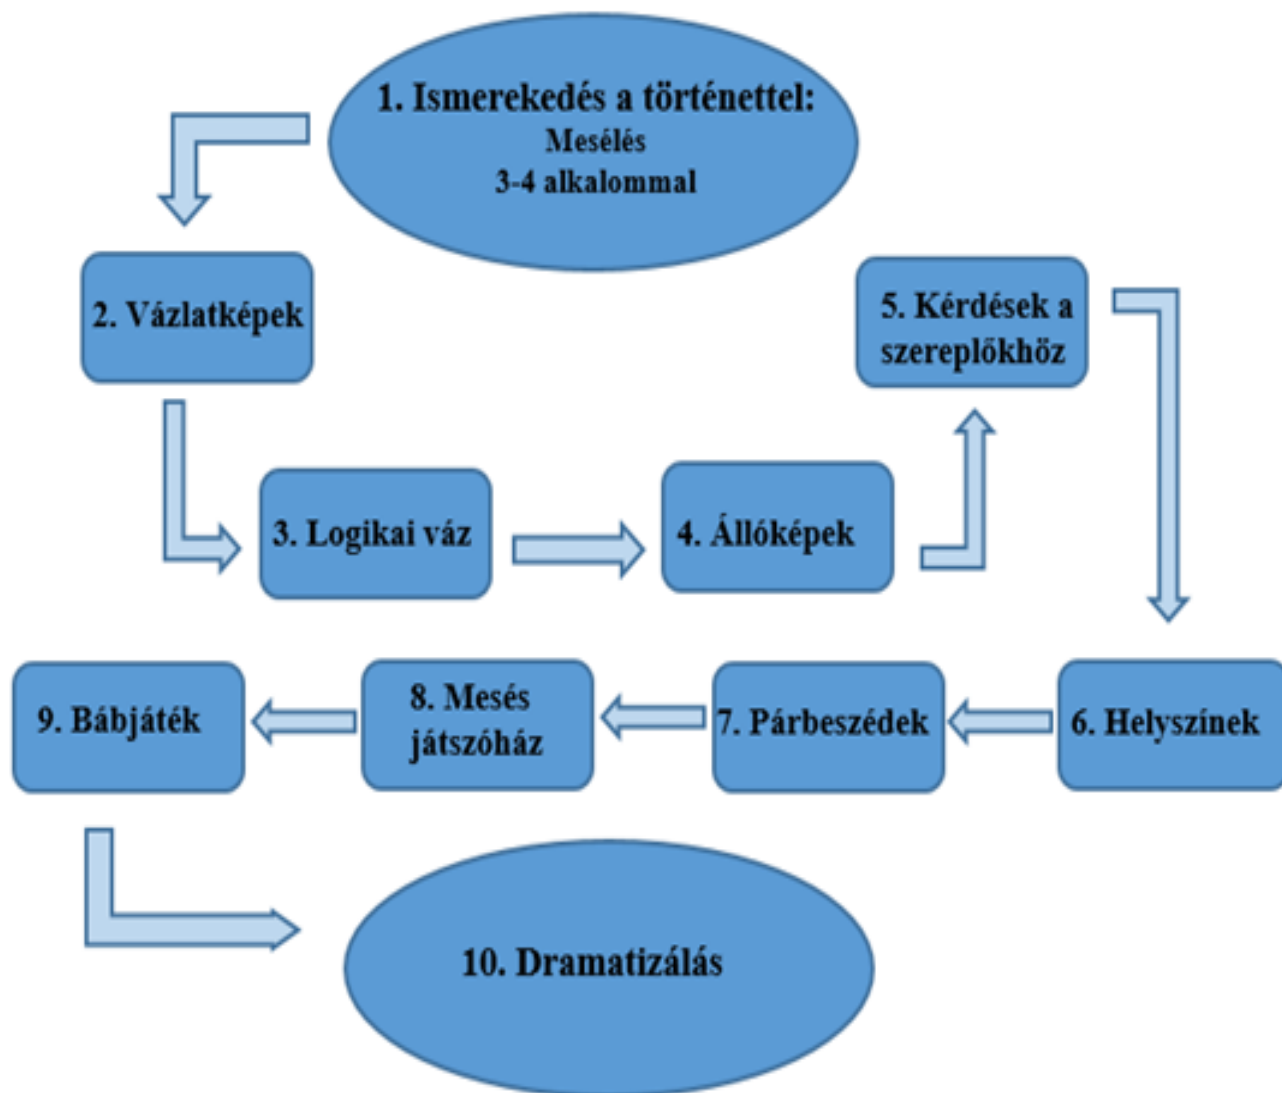 1. Ismerekedés a történettel:
Mesélés
3-4 alkalommal
2. Vázlatképek
3. Logikai váz
4. Állóképek
5. Kérdések a
szereplőkhöz
6. Helyszínek
7. Párbeszédek
8. Mesés
játszóház
9. Bábjáték
10. Dramatizálás